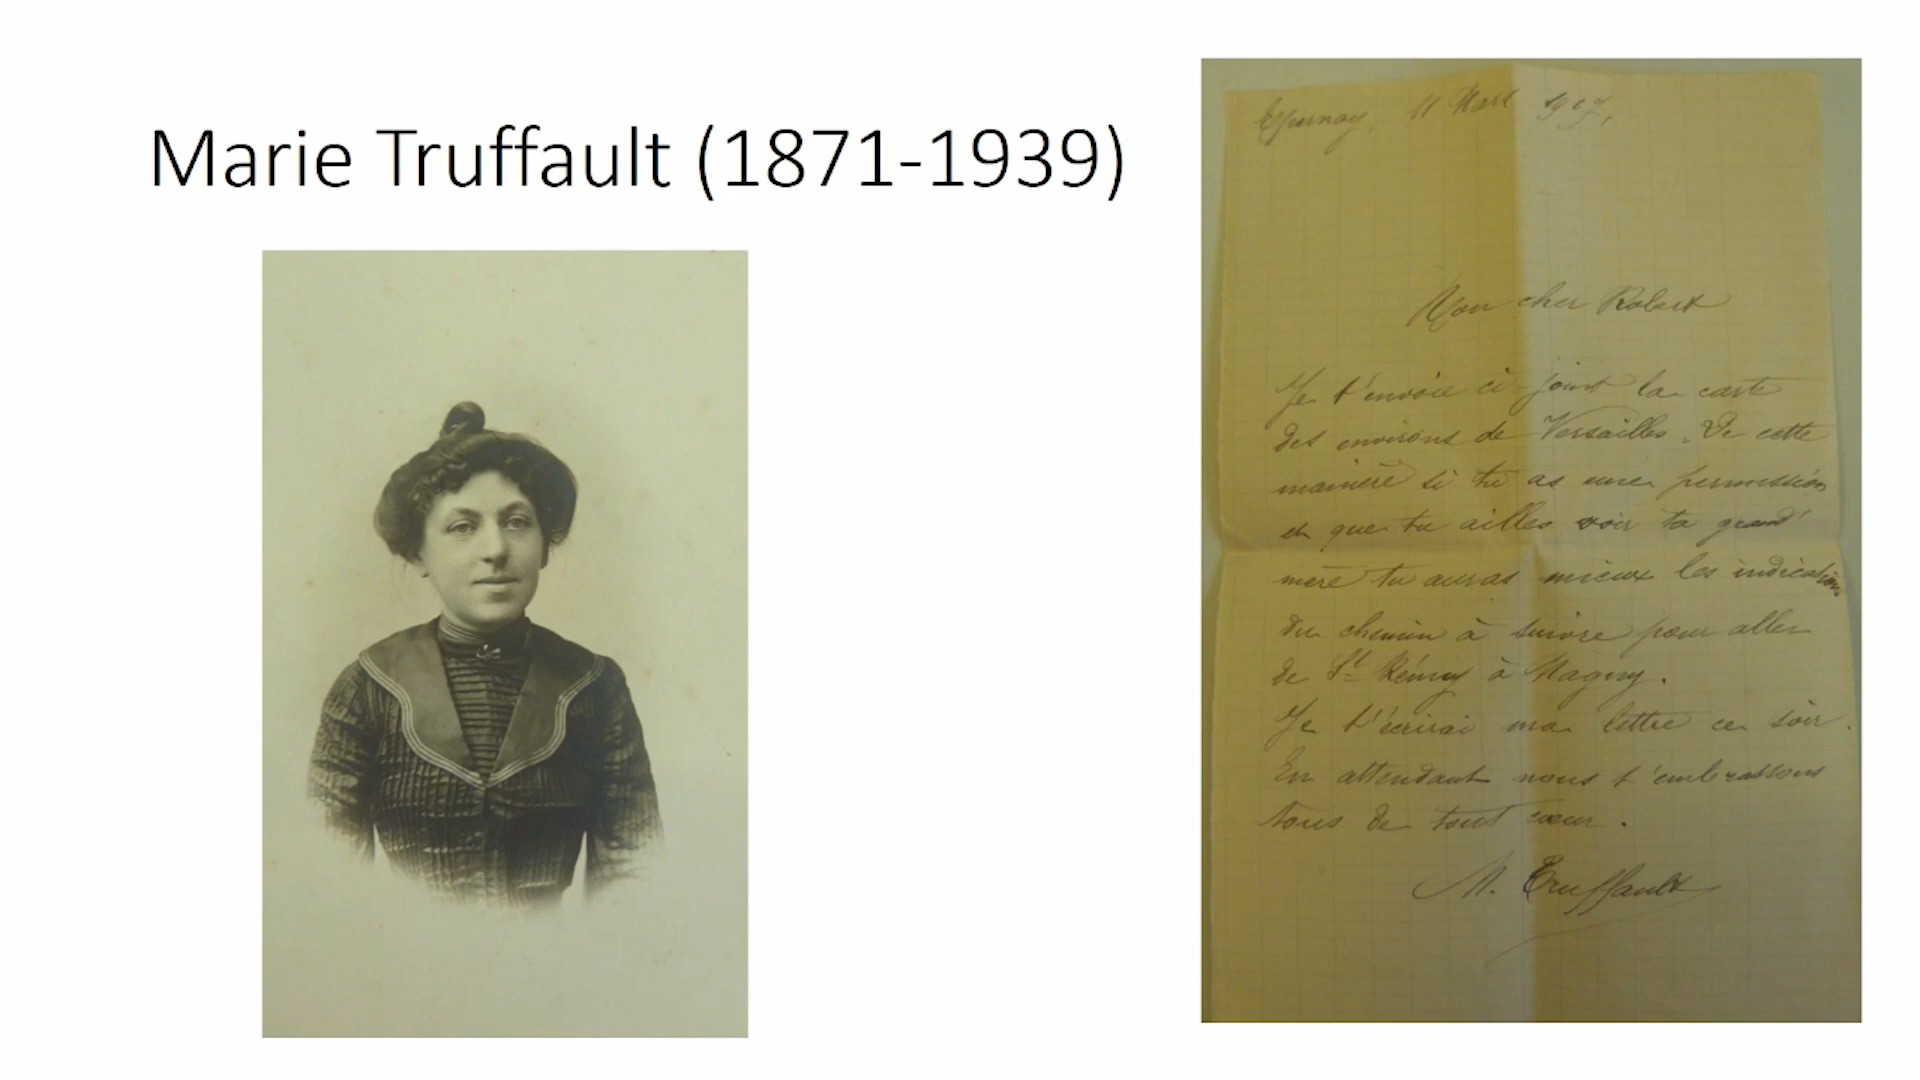 Marie Truffault (1871-1939)
Epernay, 11 Mars 1917,
Mon cher Robert
Je t'envoie ci-joint la carte
des environs de Versailles. De cette
manière si tu as une permission
et que tu ailles voir ta grand'
mère tu auras mieux les indications
du chemin à suivre pour aller
de St Rémy à Magny.
Je t'écrirai ma lettre ce soir.
En attendant nous t'embrassons
tous de tout cœur.
M. Truffault